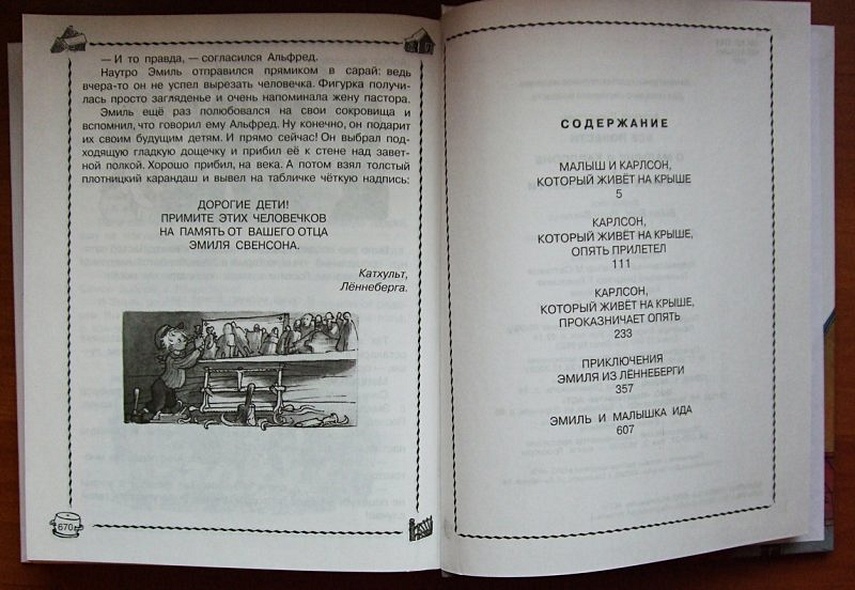 — И то правда, — согласился Альфред.
Наутро Эмиль отправился прямиком в сарай: ведь
вчера-то он не успел вырезать человечка. Фигурка получи-
лась просто загляденье и очень напоминала жену пастора.
Эмиль ещё раз полюбовался на свои сокровища и
вспомнил, что говорил ему Альфред. Ну конечно, он подарит
их своим будущим детям. И прямо сейчас! Он выбрал под-
ходящую гладкую дощечку и прибил её к стене над завет-
ной полкой. Хорошо прибил, на века. А потом взял толстый
плотницкий карандаш и вывел на табличке чёткую надпись:
ДОРОГИЕ ДЕТИ!
ПРИМИТЕ ЭТИХ ЧЕЛОВЕЧКОВ
НА ПАМЯТЬ ОТ ВАШЕГО ОТЦА
ЭМИЛЯ СВЕНСОНА.
Катхульт,
Лённеберга.
670
СОДЕРЖАНИЕ
МАЛЫШ И КАРЛСОН,
КОТОРЫЙ ЖИВЁТ НА КРЫШЕ
5
КАРЛСОН,
КОТОРЫЙ ЖИВЁТ НА КРЫШЕ,
ОПЯТЬ ПРИЛЕТЕЛ
111
КАРЛСОН,
КОТОРЫЙ ЖИВЁТ НА КРЫШЕ,
ПРОКАЗНИЧАЕТ ОПЯТЬ
233
ПРИКЛЮЧЕНИЯ
ЭМИЛЯ ИЗ ЛЁННЕБЕРГИ
357
ЭМИЛЬ И МАЛЫШКА ИДА
607